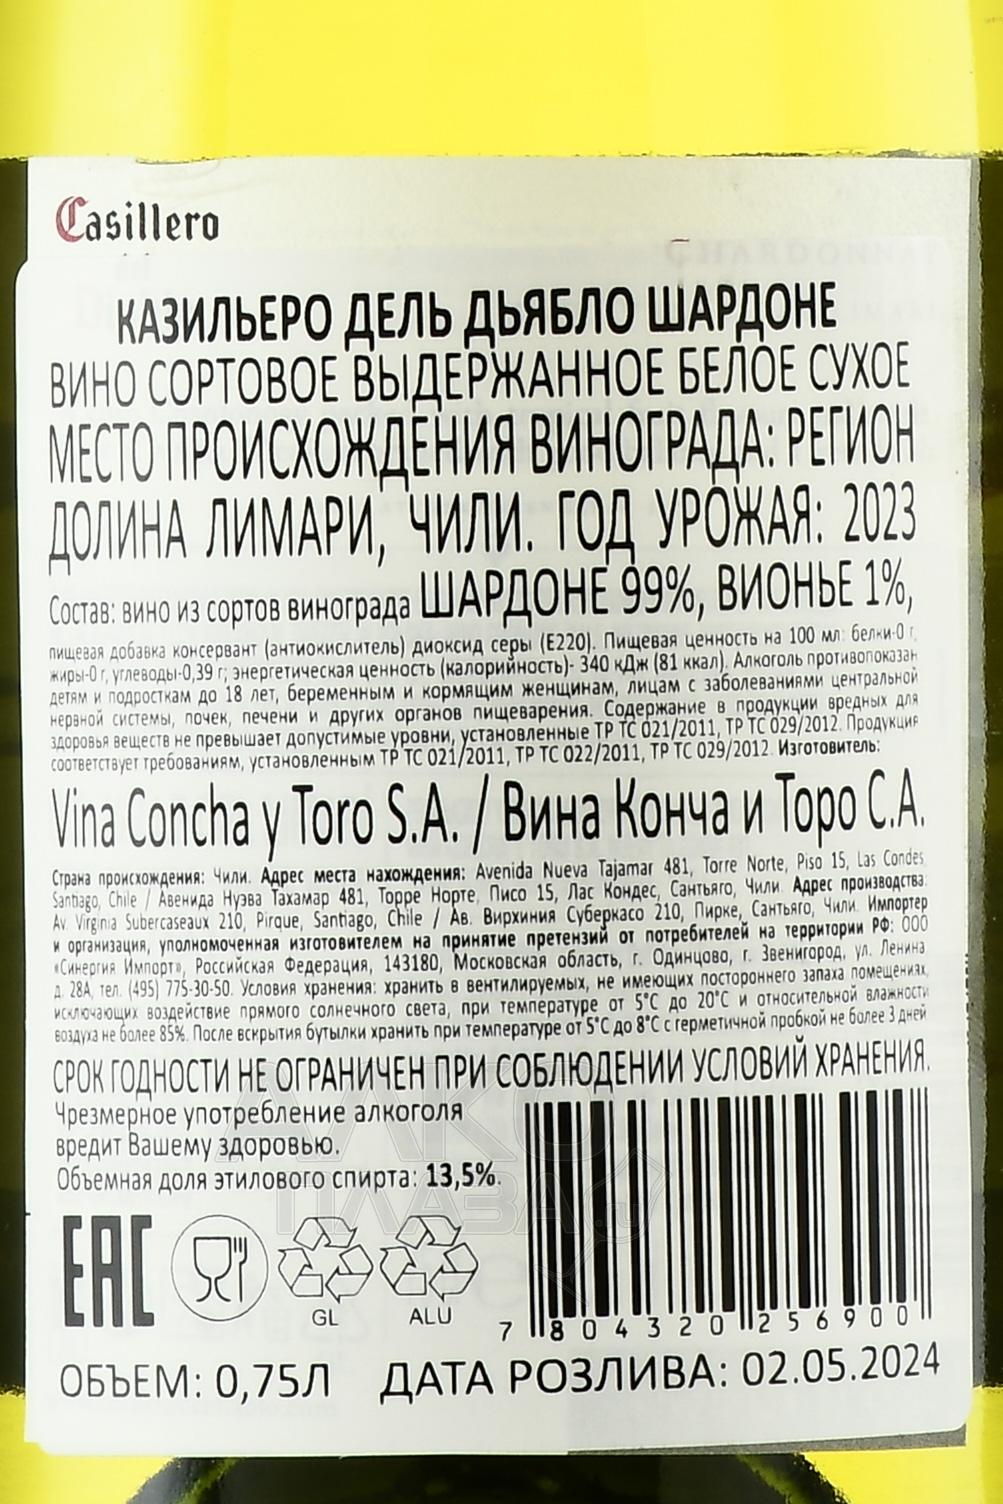 Casillero
CHARDONNAY
КАЗИЛЬЕРО ДЕЛЬ ДЬЯБЛО ШАРДОНЕ
ВИНО СОРТОВОЕ ВЫДЕРЖАННОЕ БЕЛОЕ СУХОЕ
МЕСТО ПРОИСХОЖДЕНИЯ ВИНОГРАДА: РЕГИОН
ДОЛИНА ЛИМАРИ, ЧИЛИ. ГОД УРОЖАЯ: 2023
Состав: вино из сортов винограда ШАРДОНЕ 99%, ВИОНЬЕ 1%,
пищевая добавка консервант (антиокислитель) диоксид серы (Е220). Пищевая ценность на 100 мл: белки-0 г,
жиры-0 г, углеводы-0,39 г; энергетическая ценность (калорийность)- 340 кДж (81 ккал). Алкоголь противопоказан
детям и подросткам до 18 лет, беременным и кормящим женщинам, лицам с заболеваниями центральной
нервной системы, почек, печени и других органов пищеварения. Содержание в продукции вредных для
здоровья веществ не превышает допустимые уровни, установленные ТР ТС 021/2011, ТР ТС 029/2012. Продукция
соответствует требованиям, установленным ТР ТС 021/2011, ТР ТС 022/2011, ТР ТС 029/2012. Изготовитель:
Vina Concha y Toro S.A. / Вина Конча и Торо С.А.
Страна происхождения: Чили. Адрес места нахождения: Avenida Nueva Tajamar 481, Torre Norte, Piso 15, Las Condes,
Santiago, Chile / Авенида Нуэва Тахамар 481, Торре Норте, Писо 15, Лас Кондес, Сантьяго, Чили. Адрес производства:
Av. Virginia Subercaseaux 210, Pirque, Santiago, Chile / Ав. Вирхиния Суберкасо 210, Пирке, Сантьяго, Чили. Импортер
и организация, уполномоченная изготовителем на принятие претензий от потребителей на территории РФ: ООО
«Синергия Импорт», Российская Федерация, 143180, Московская область, г. Одинцово, г. Звенигород, ул. Ленина,
д. 28А, тел. (495) 775-30-50. Условия хранения: хранить в вентилируемых, не имеющих постороннего запаха помещениях,
исключающих воздействие прямого солнечного света, при температуре от 5°С до 20°С и относительной влажности
воздуха не более 85%. После вскрытия бутылки хранить при температуре от 5°С до 8°С с герметичной пробкой не более 3 дней
СРОК ГОДНОСТИ НЕ ОГРАНИЧЕН ПРИ СОБЛЮДЕНИИ УСЛОВИЙ ХРАНЕНИЯ.
Чрезмерное употребление алкоголя
вредит Вашему здоровью.
Объемная доля этилового спирта: 13,5%.
АЛКО
ПЛАЗА.ru
EAC
GL ALU
7 804320 256900
ОБЪЕМ: 0,75Л ДАТА РОЗЛИВА: 02.05.2024